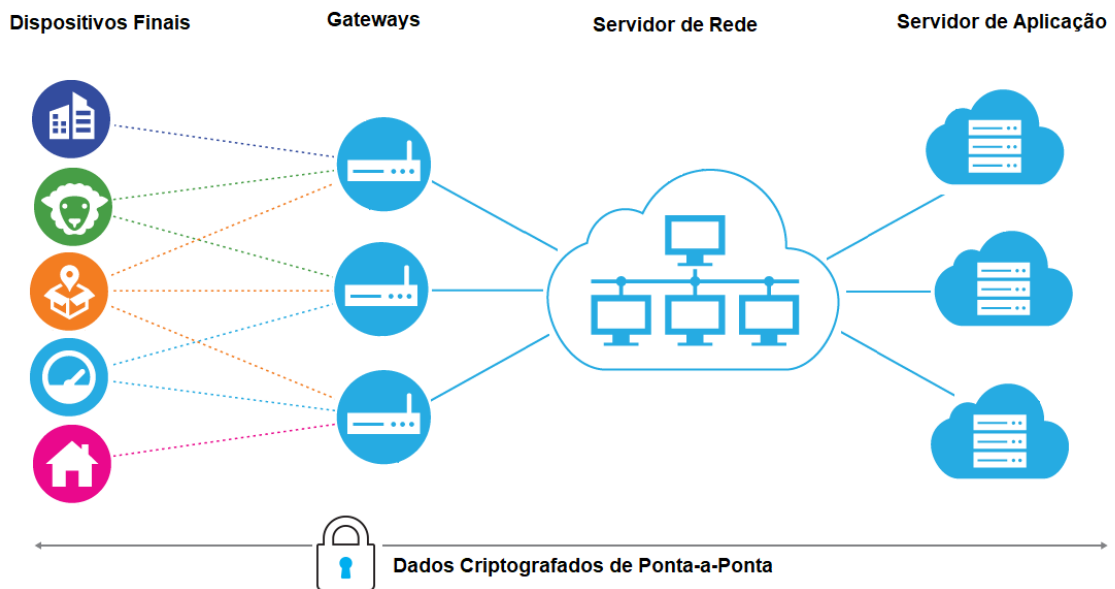 Dispositivos Finais
Gateways
Servidor de Rede
Servidor de Aplicação
Dados Criptografados de Ponta-a-Ponta